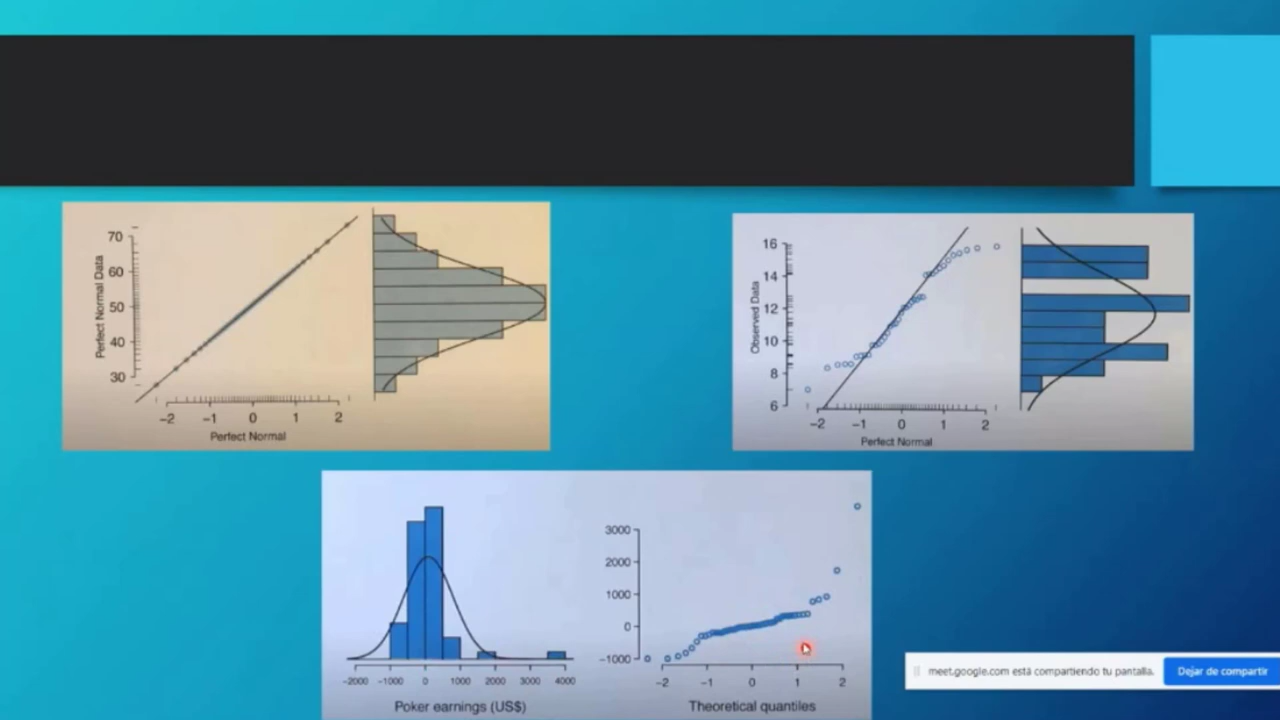 70
60
50
40
30
Perfect Normal Data
−2 −1 0 1 2
Perfect Normal
16
14
12
10
8
6
Observed Data
−2 −1 0 1 2
Perfect Normal
−2000 −1000 0 1000 2000 3000 4000
Poker earnings (US$)
3000
2000
1000
0
−1000
−2 −1 0 1 2
Theoretical quantiles
meet.google.com está compartiendo tu pantalla.
Dejar de compartir